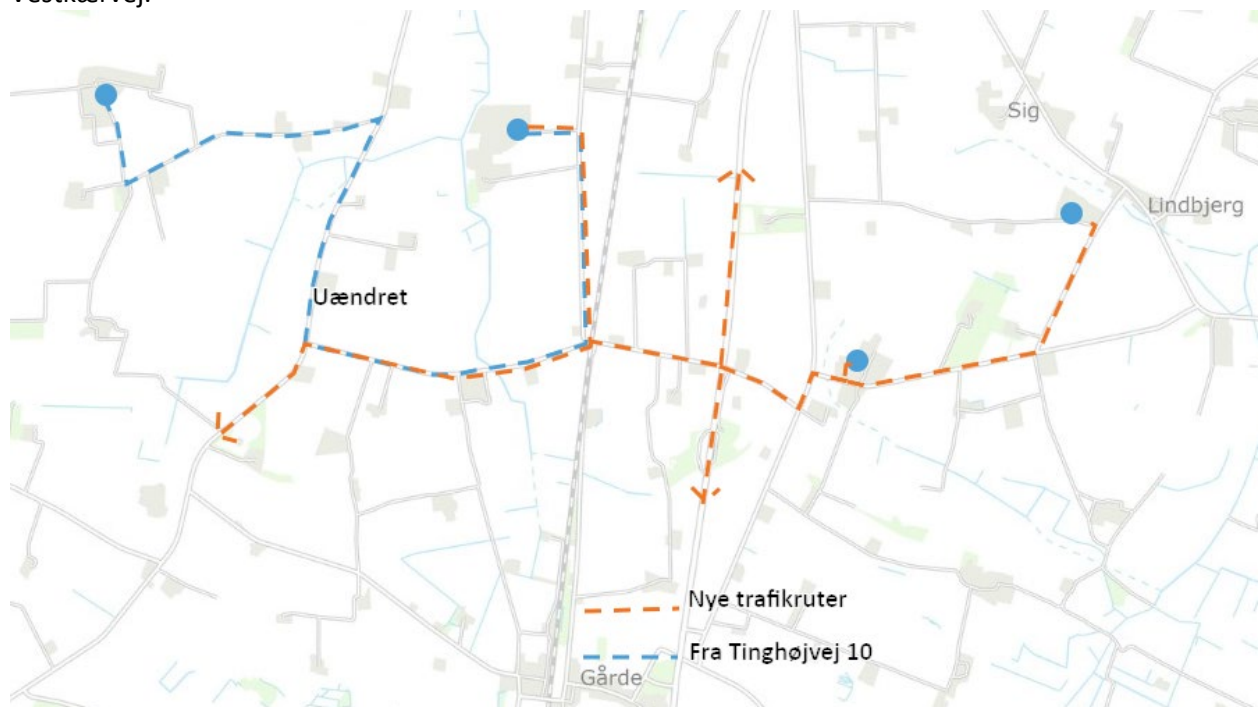 Sig
Lindbjerg
Uændret
Nye trafikruter
Fra Tinghøjvej 10
Gårde